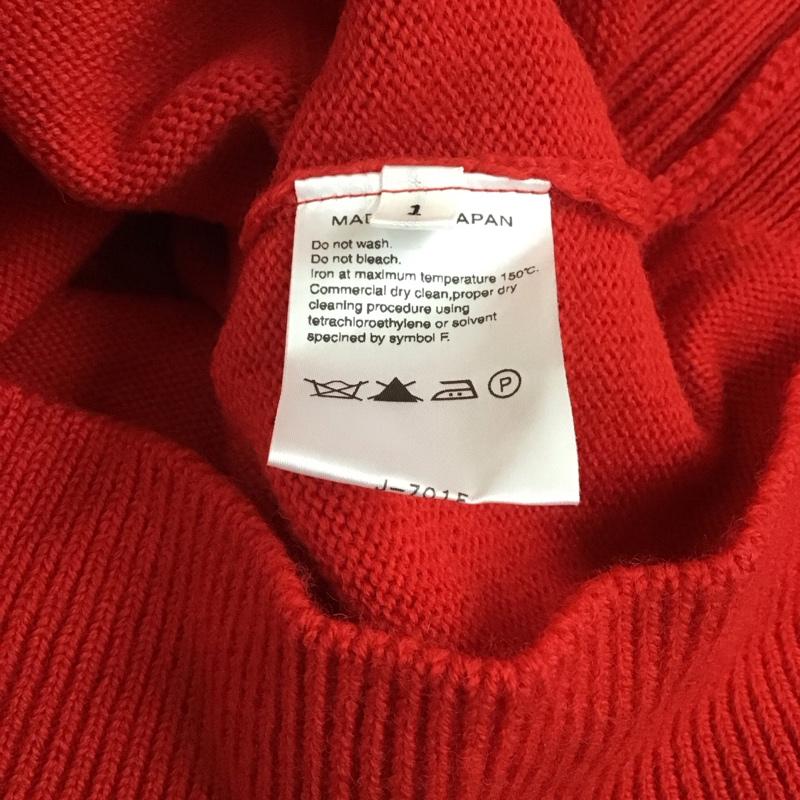 1
MAD APAN
Do not wash.
Do not bleach.
Iron at maximum temperature 150℃.
Commercial dry clean,proper dry
cleaning procedure using
tetrachloroethylene or solvent
specined by symbol F.
P